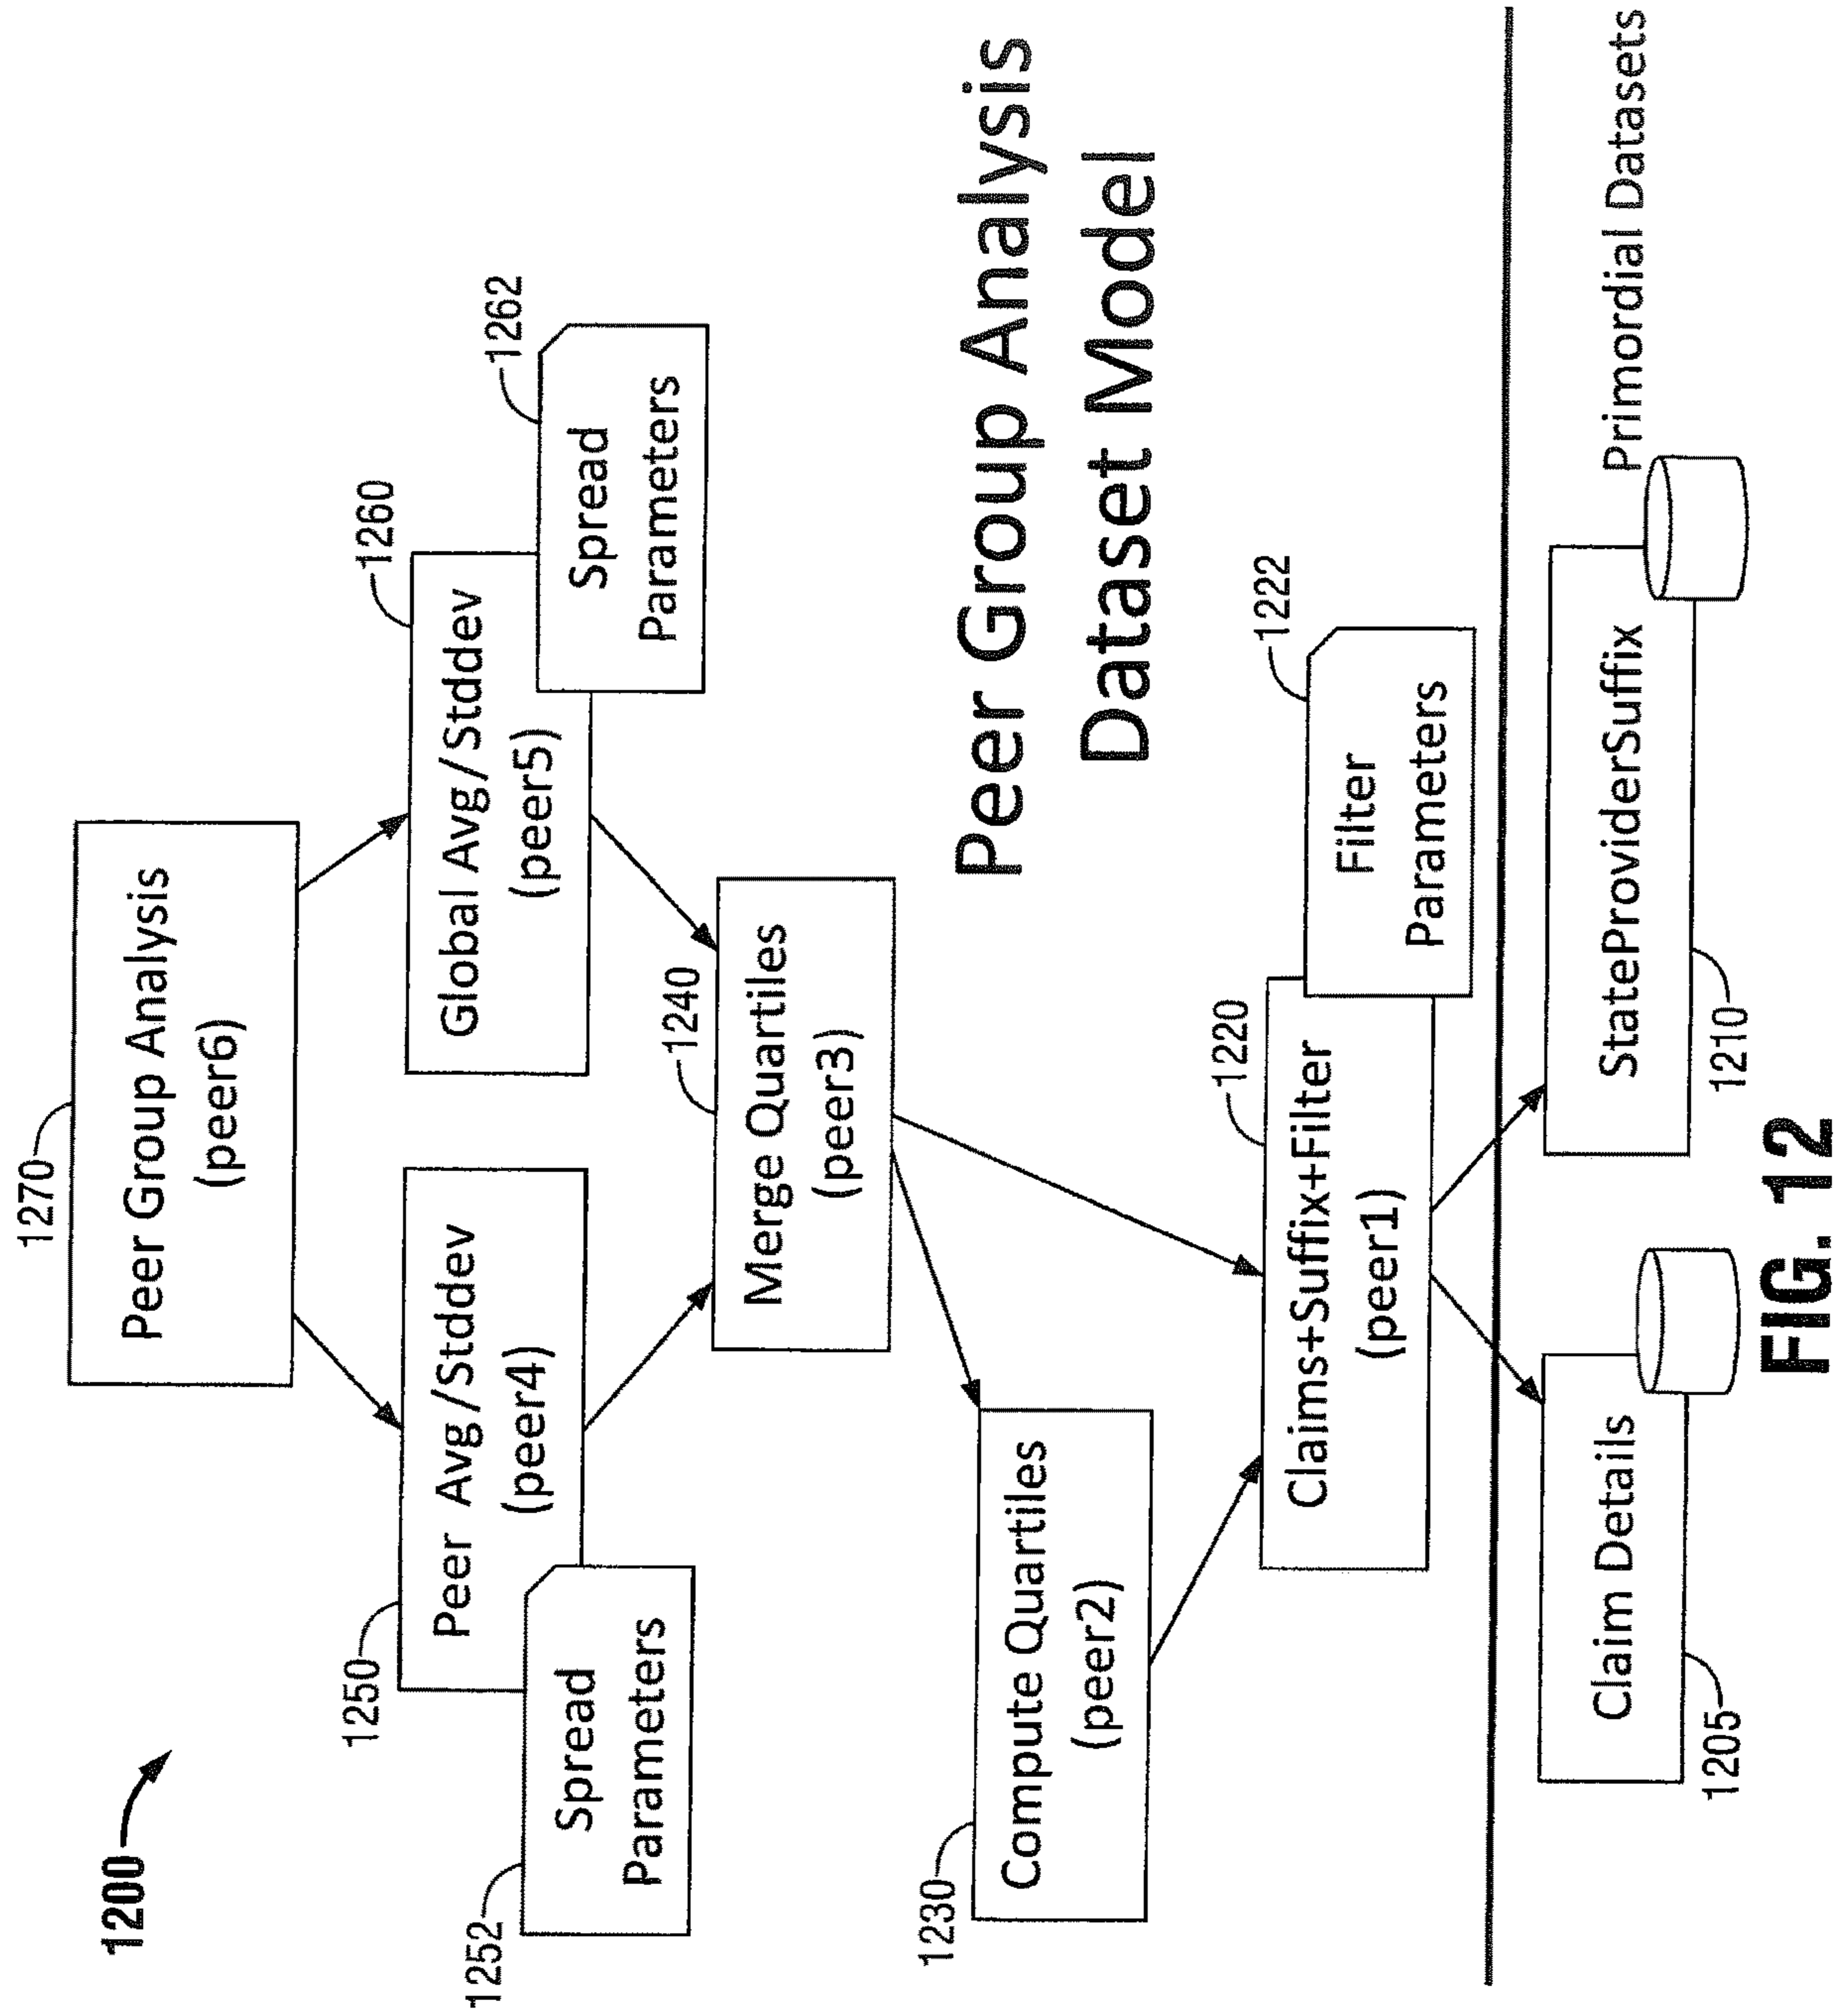 1200
1270
Peer Group Analysis
(peer6)
1250
Peer Avg/Stddev
(peer4)
1252
Spread
Parameters
1260
Global Avg/Stddev
(peer5)
1262
Spread
Parameters
1240
Merge Quartiles
(peer3)
Peer Group Analysis
Dataset Model
1230
Compute Quartiles
(peer2)
1220
Claims+Suffix+Filter
(peer1)
1222
Filter
Parameters
Claim Details
1205
StateProviderSuffix
1210
Primordial Datasets
FIG. 12